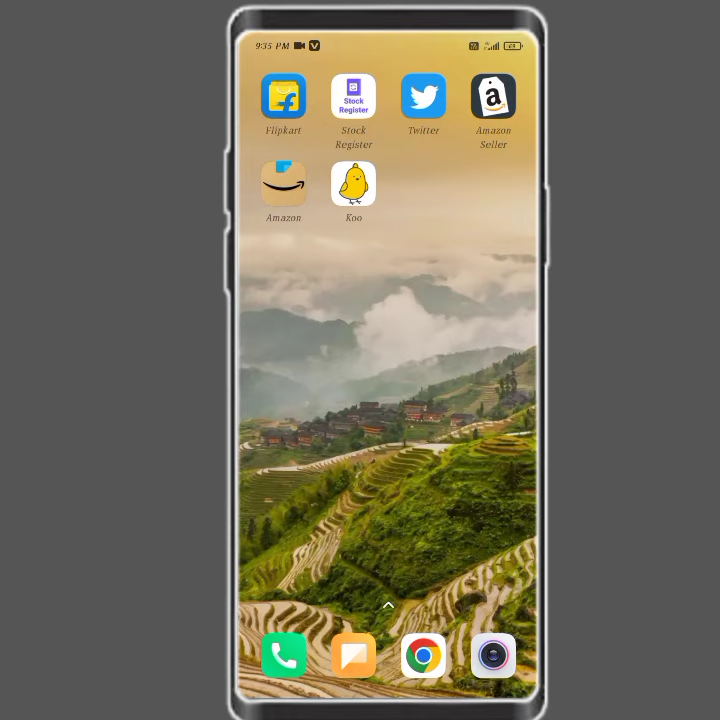 9:35 PM
Flipkart
Stock Register
Stock
Register
Twitter
Amazon
Seller
Amazon
Koo